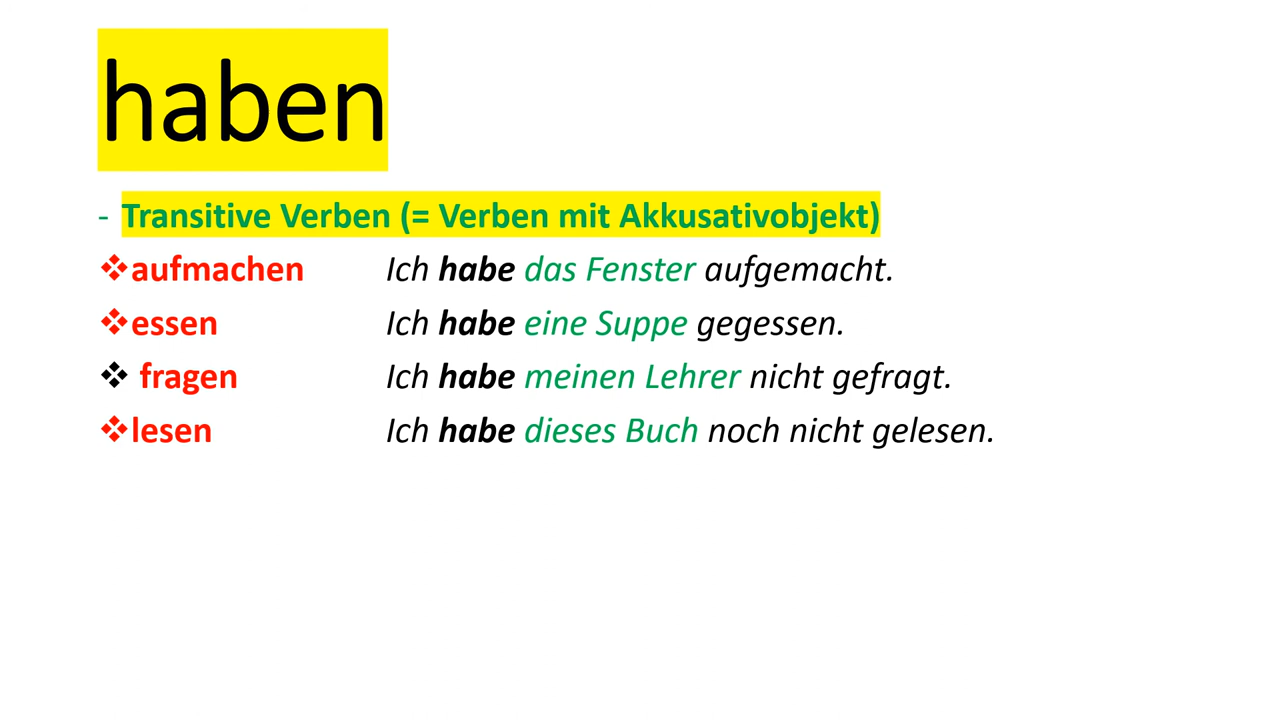 haben
- Transitive Verben (= Verben mit Akkusativobjekt)
❖aufmachen Ich habe das Fenster aufgemacht.
❖essen Ich habe eine Suppe gegessen.
❖ fragen Ich habe meinen Lehrer nicht gefragt.
❖lesen Ich habe dieses Buch noch nicht gelesen.